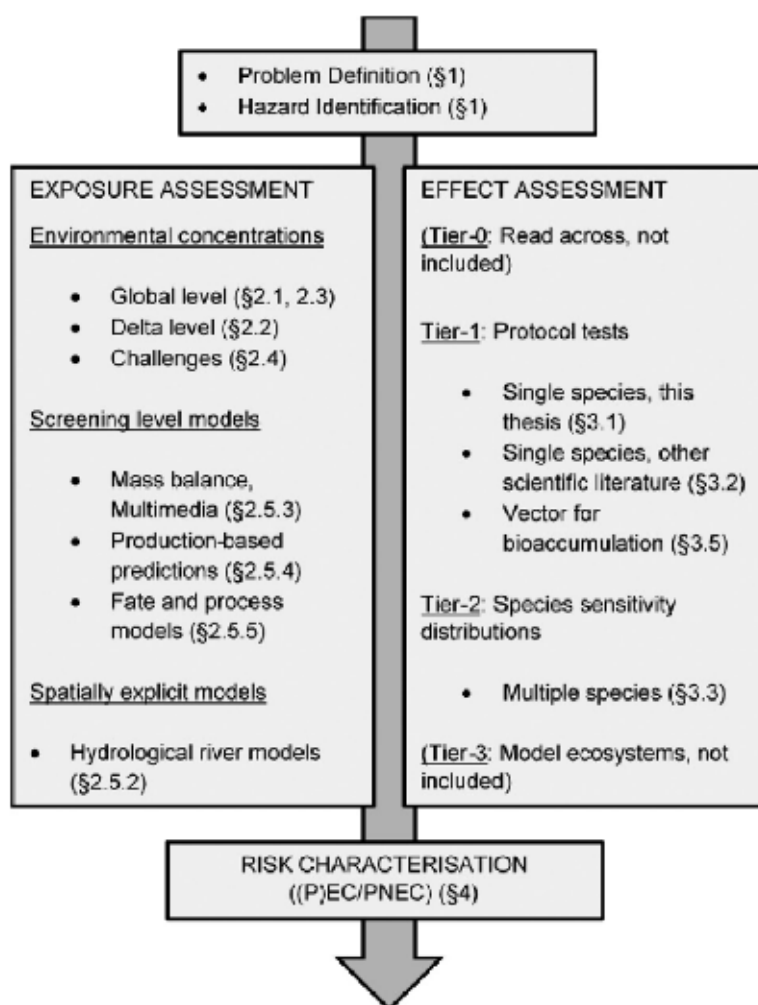 • Problem Definition (§1)
• Hazard Identification (§1)
EXPOSURE ASSESSMENT
Environmental concentrations
• Global level (§2.1, 2.3)
• Delta level (§2.2)
• Challenges (§2.4)
Screening level models
• Mass balance,
Multimedia (§2.5.3)
• Production-based
predictions (§2.5.4)
• Fate and process
models (§2.5.5)
Spatially explicit models
• Hydrological river models
(§2.5.2)
EFFECT ASSESSMENT
(Tier-0: Read across, not
included)
Tier-1: Protocol tests
• Single species, this
thesis (§3.1)
• Single species, other
scientific literature (§3.2)
• Vector for
bioaccumulation (§3.5)
Tier-2: Species sensitivity
distributions
• Multiple species (§3.3)
(Tier-3: Model ecosystems, not
included)
RISK CHARACTERISATION
((P)EC/PNEC) (§4)